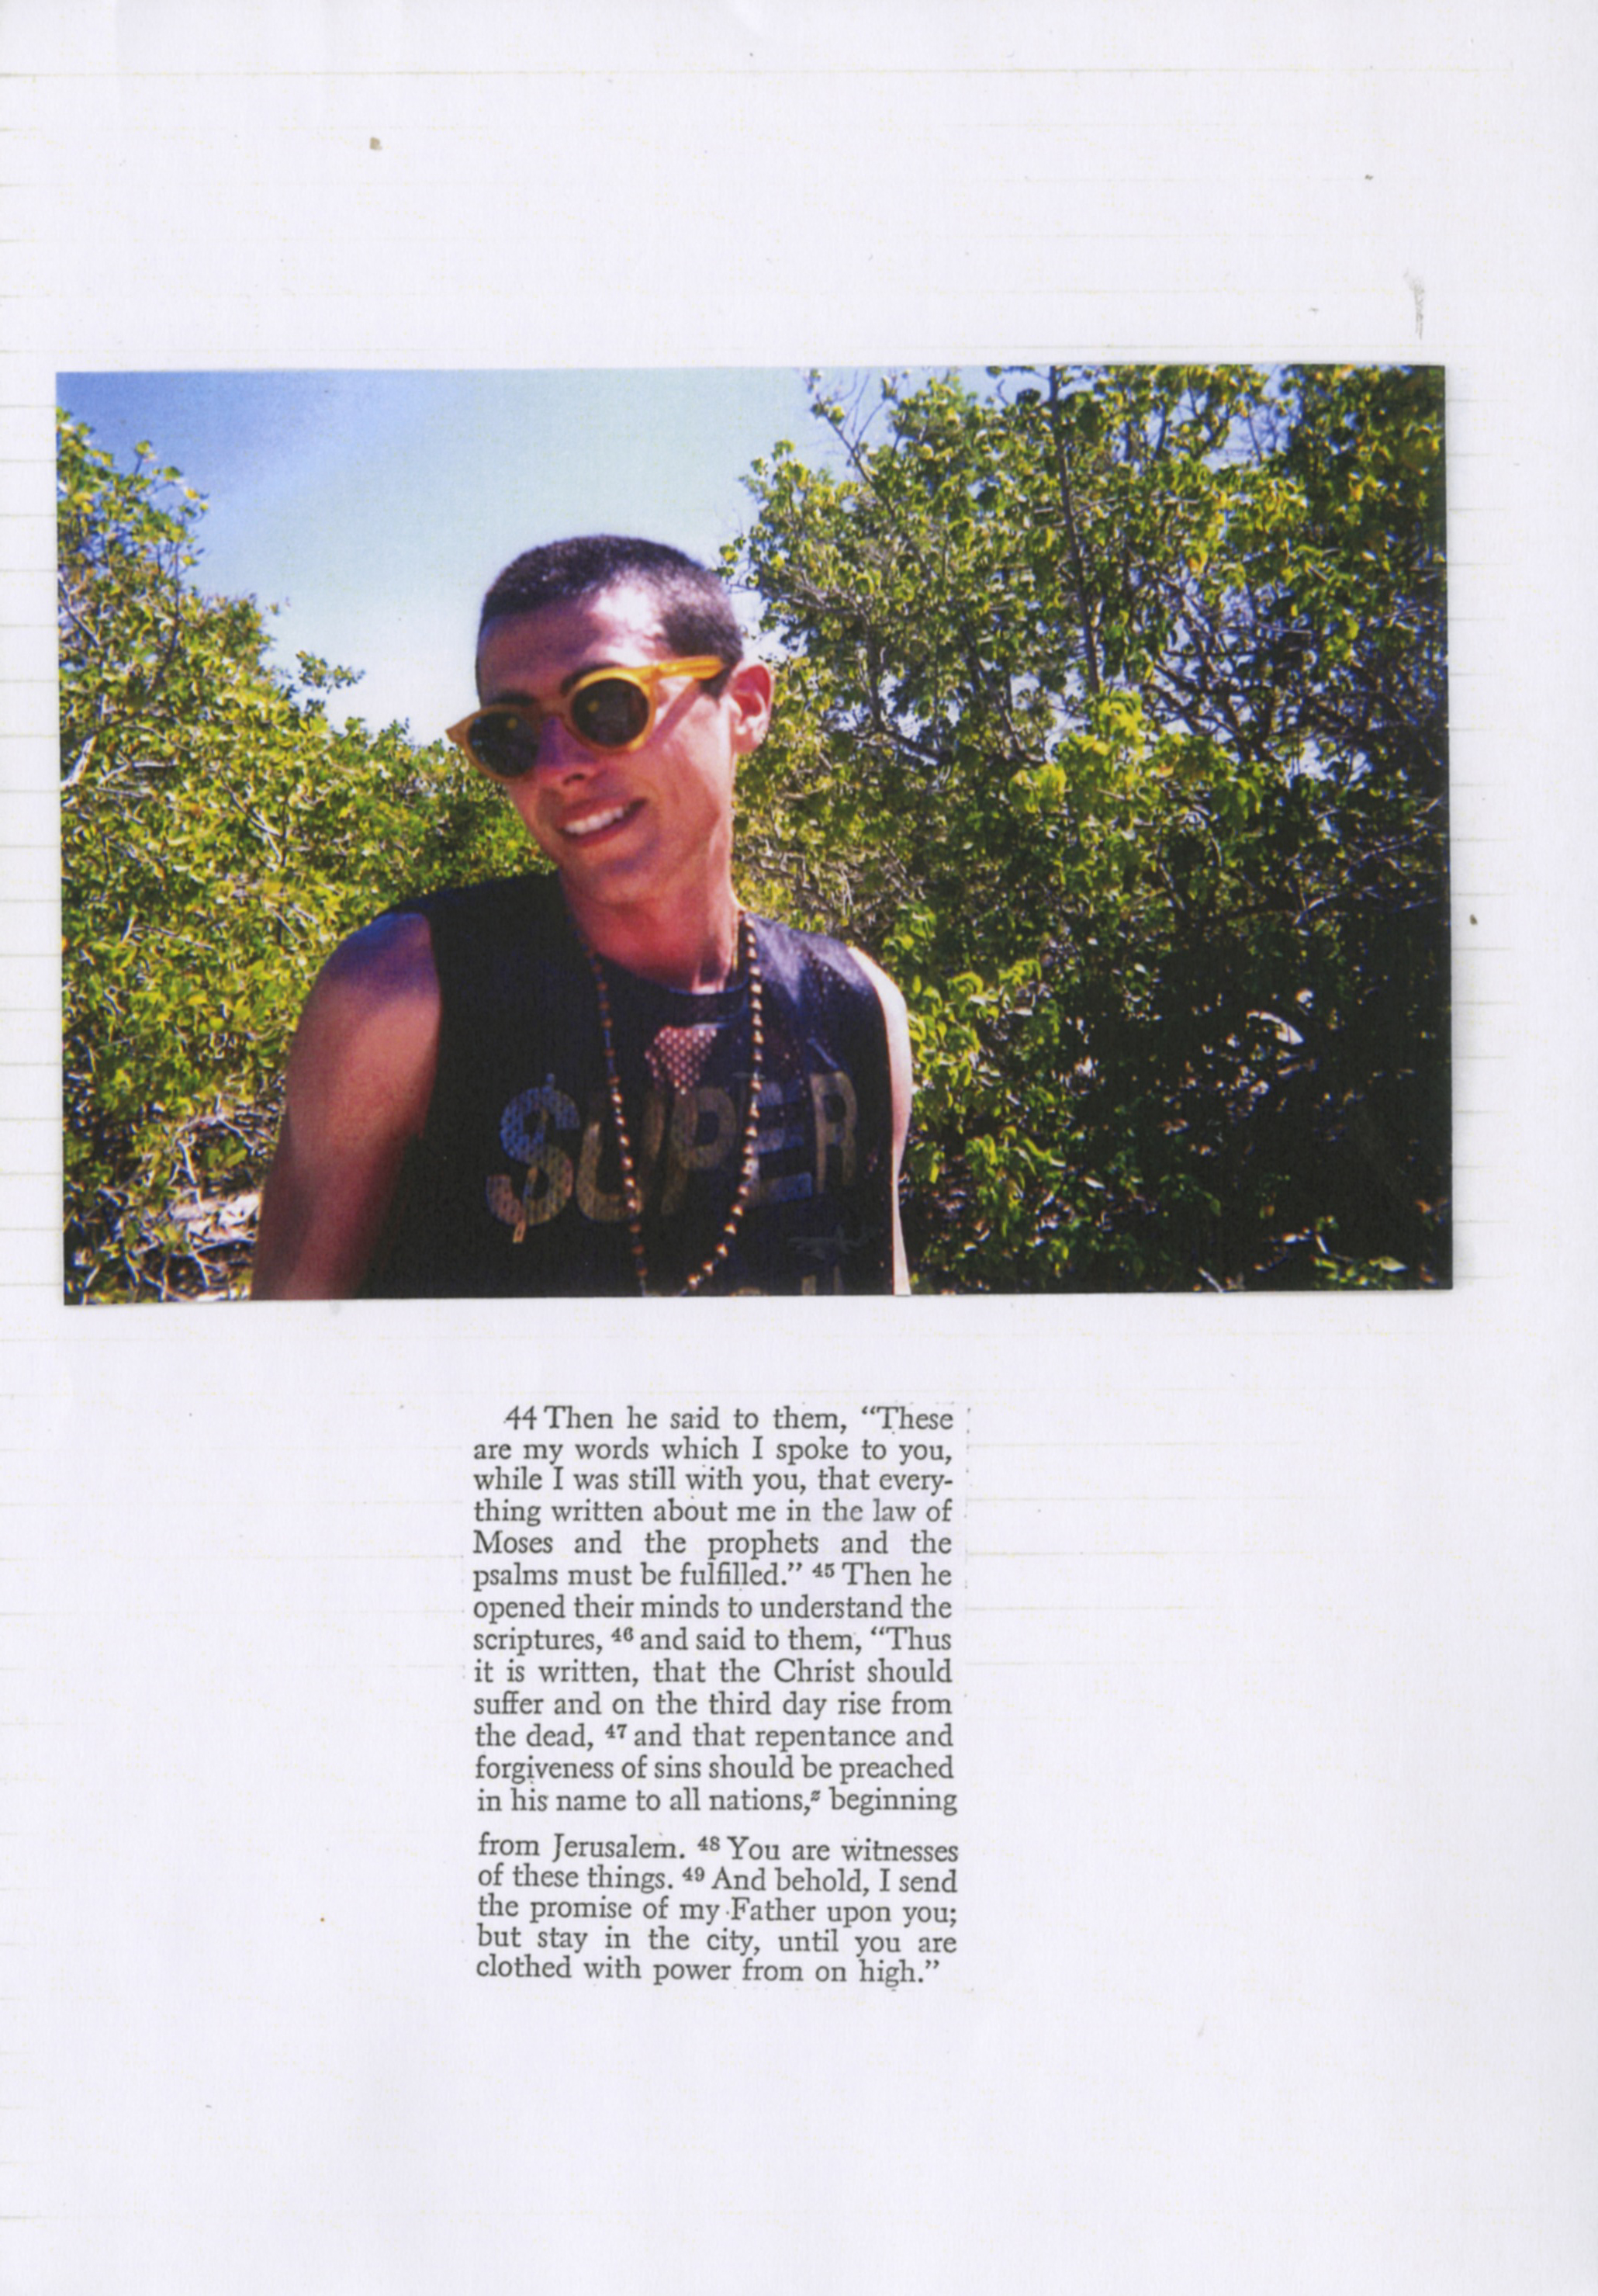 SUPER
44 Then he said to them, “These
are my words which I spoke to you,
while I was still with you, that every-
thing written about me in the law of
Moses and the prophets and the
psalms must be fulfilled.” 45 Then he
opened their minds to understand the
scriptures, 46 and said to them, “Thus
it is written, that the Christ should
suffer and on the third day rise from
the dead, 47 and that repentance and
forgiveness of sins should be preached
in his name to all nations,z beginning
from Jerusalem. 48 You are witnesses
of these things. 49 And behold, I send
the promise of my Father upon you;
but stay in the city, until you are
clothed with power from on high.”